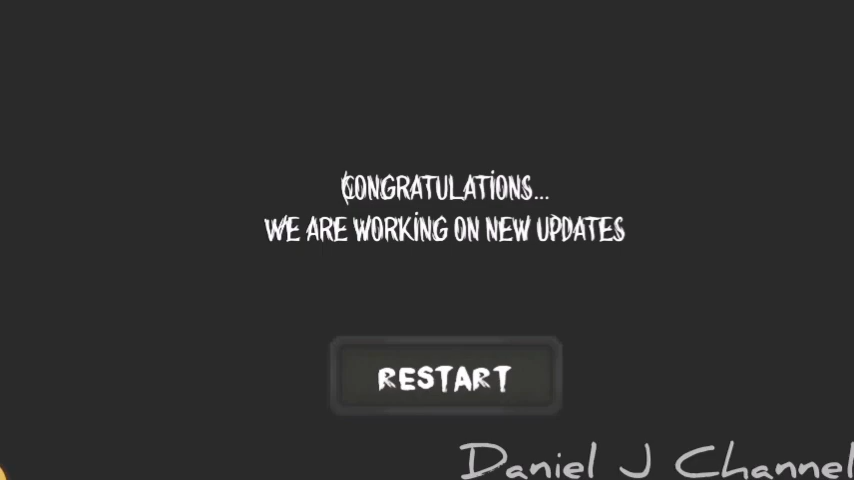 CONGRATULATIONS...
WE ARE WORKING ON NEW UPDATES
RESTART
Daniel J Channel